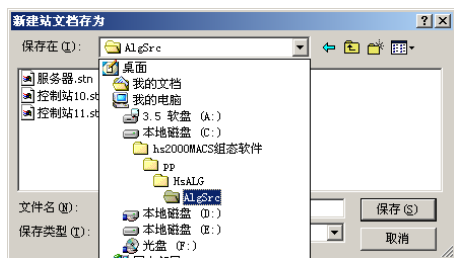 新建站文档存为
保存在(I):
AlgSrc
桌面
我的文档
我的电脑
3.5 软盘 (A:)
本地磁盘 (C:)
hs2000MACS组态软件
pp
HsALG
AlgSrc
本地磁盘 (D:)
本地磁盘 (E:)
光盘 (F:)
服务器.stn
控制站10.st
控制站11.st
文件名(N):
保存(S)
保存类型(T):
取消